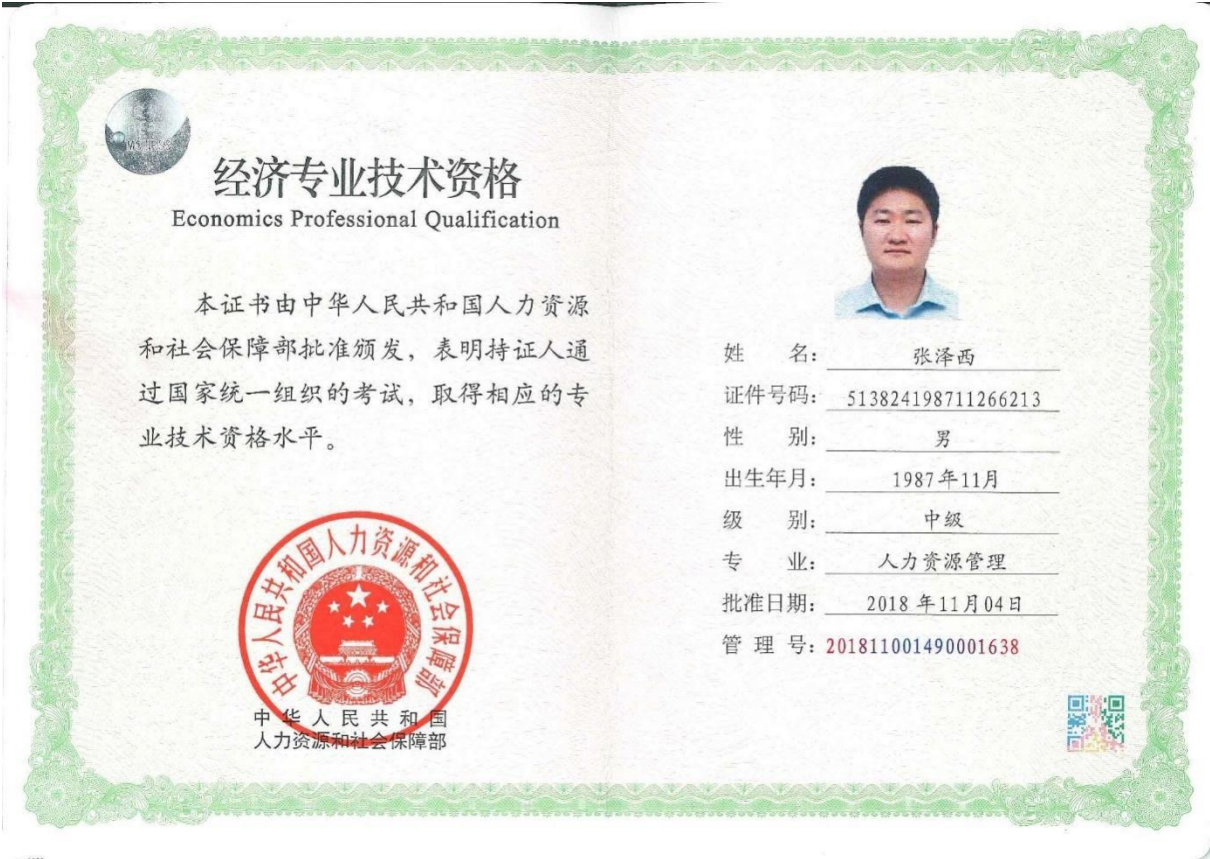 经济专业技术资格
Economics Professional Qualification
本证书由中华人民共和国人力资源
和社会保障部批准颁发，表明持证人通
过国家统一组织的考试，取得相应的专
业技术资格水平。
中华人民共和国人力资源和社会保障部
中华人民共和国
人力资源和社会保障部
姓 名：张泽西
证件号码：513824198711266213
性 别：男
出生年月：1987年11月
级 别：中级
专 业：人力资源管理
批准日期：2018年11月04日
管 理 号：201811001490001638